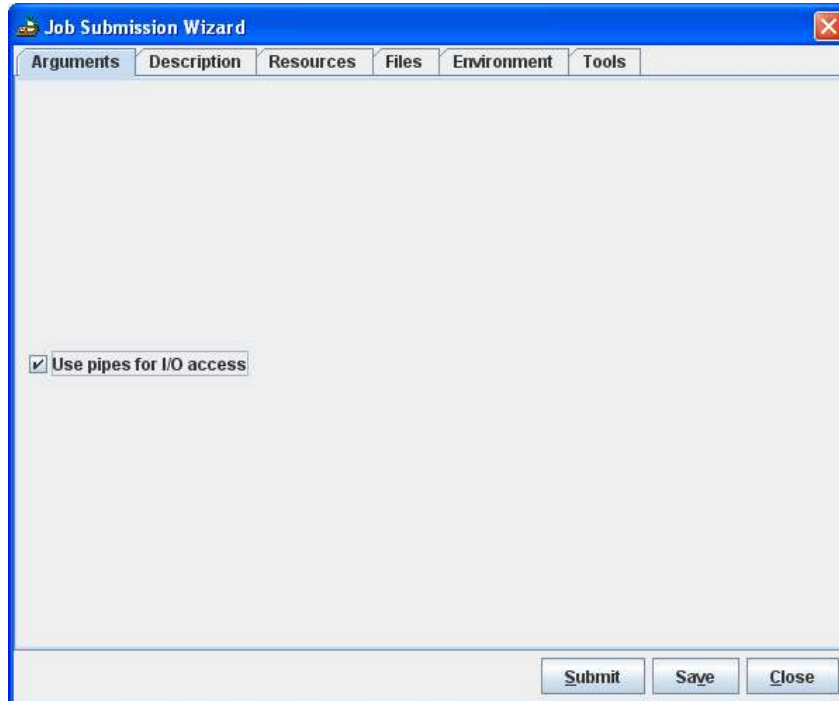 Job Submission Wizard
Arguments Description Resources Files Environment Tools
Use pipes for I/O access
Submit Save Close